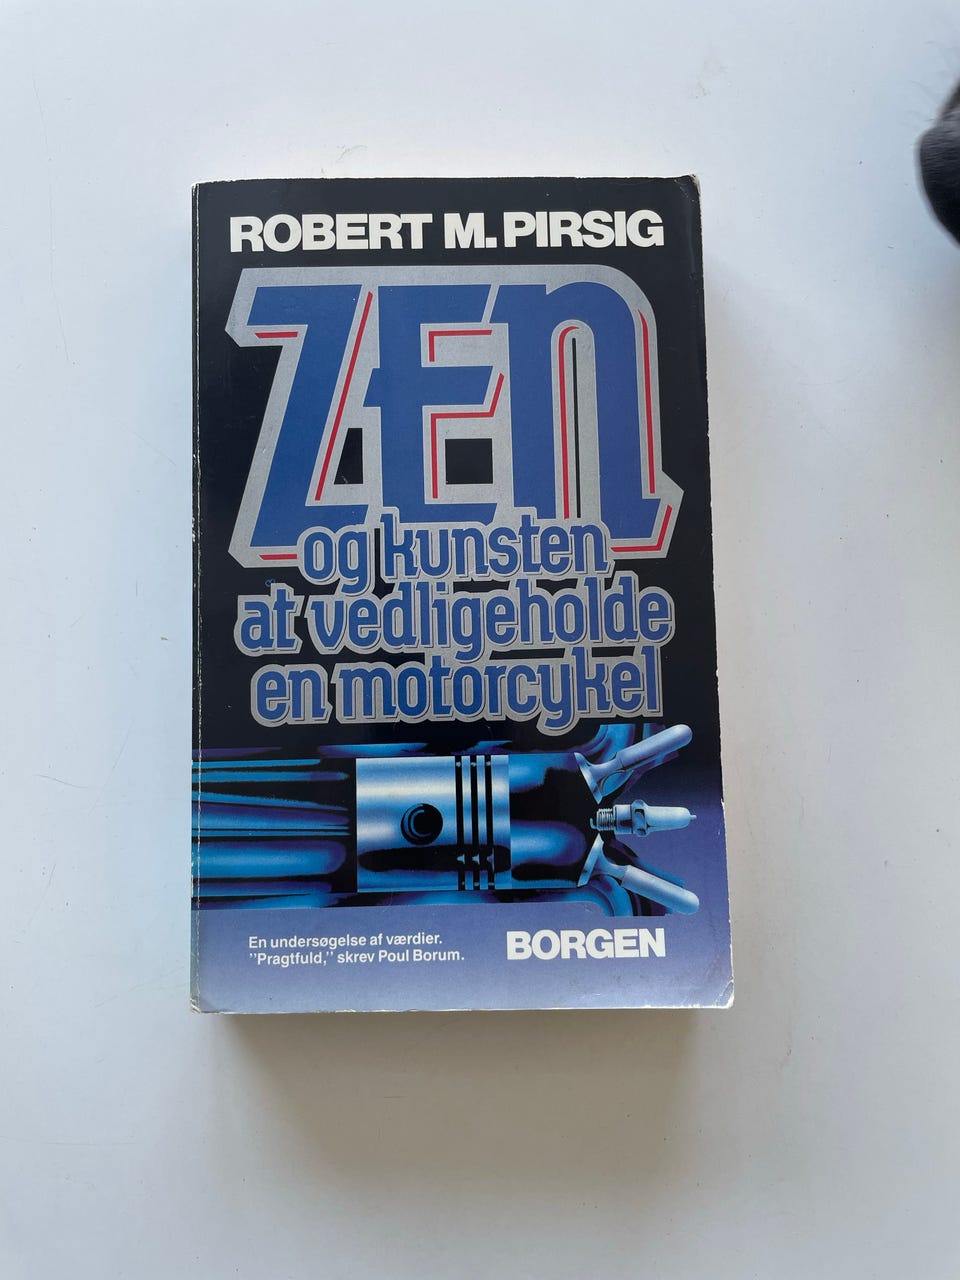 ROBERT M. PIRSIG
ZEN
og kunsten
at vedligeholde
en motorcykel
En undersøgelse af værdier.
"Pragtfuld," skrev Poul Borum.
BORGEN